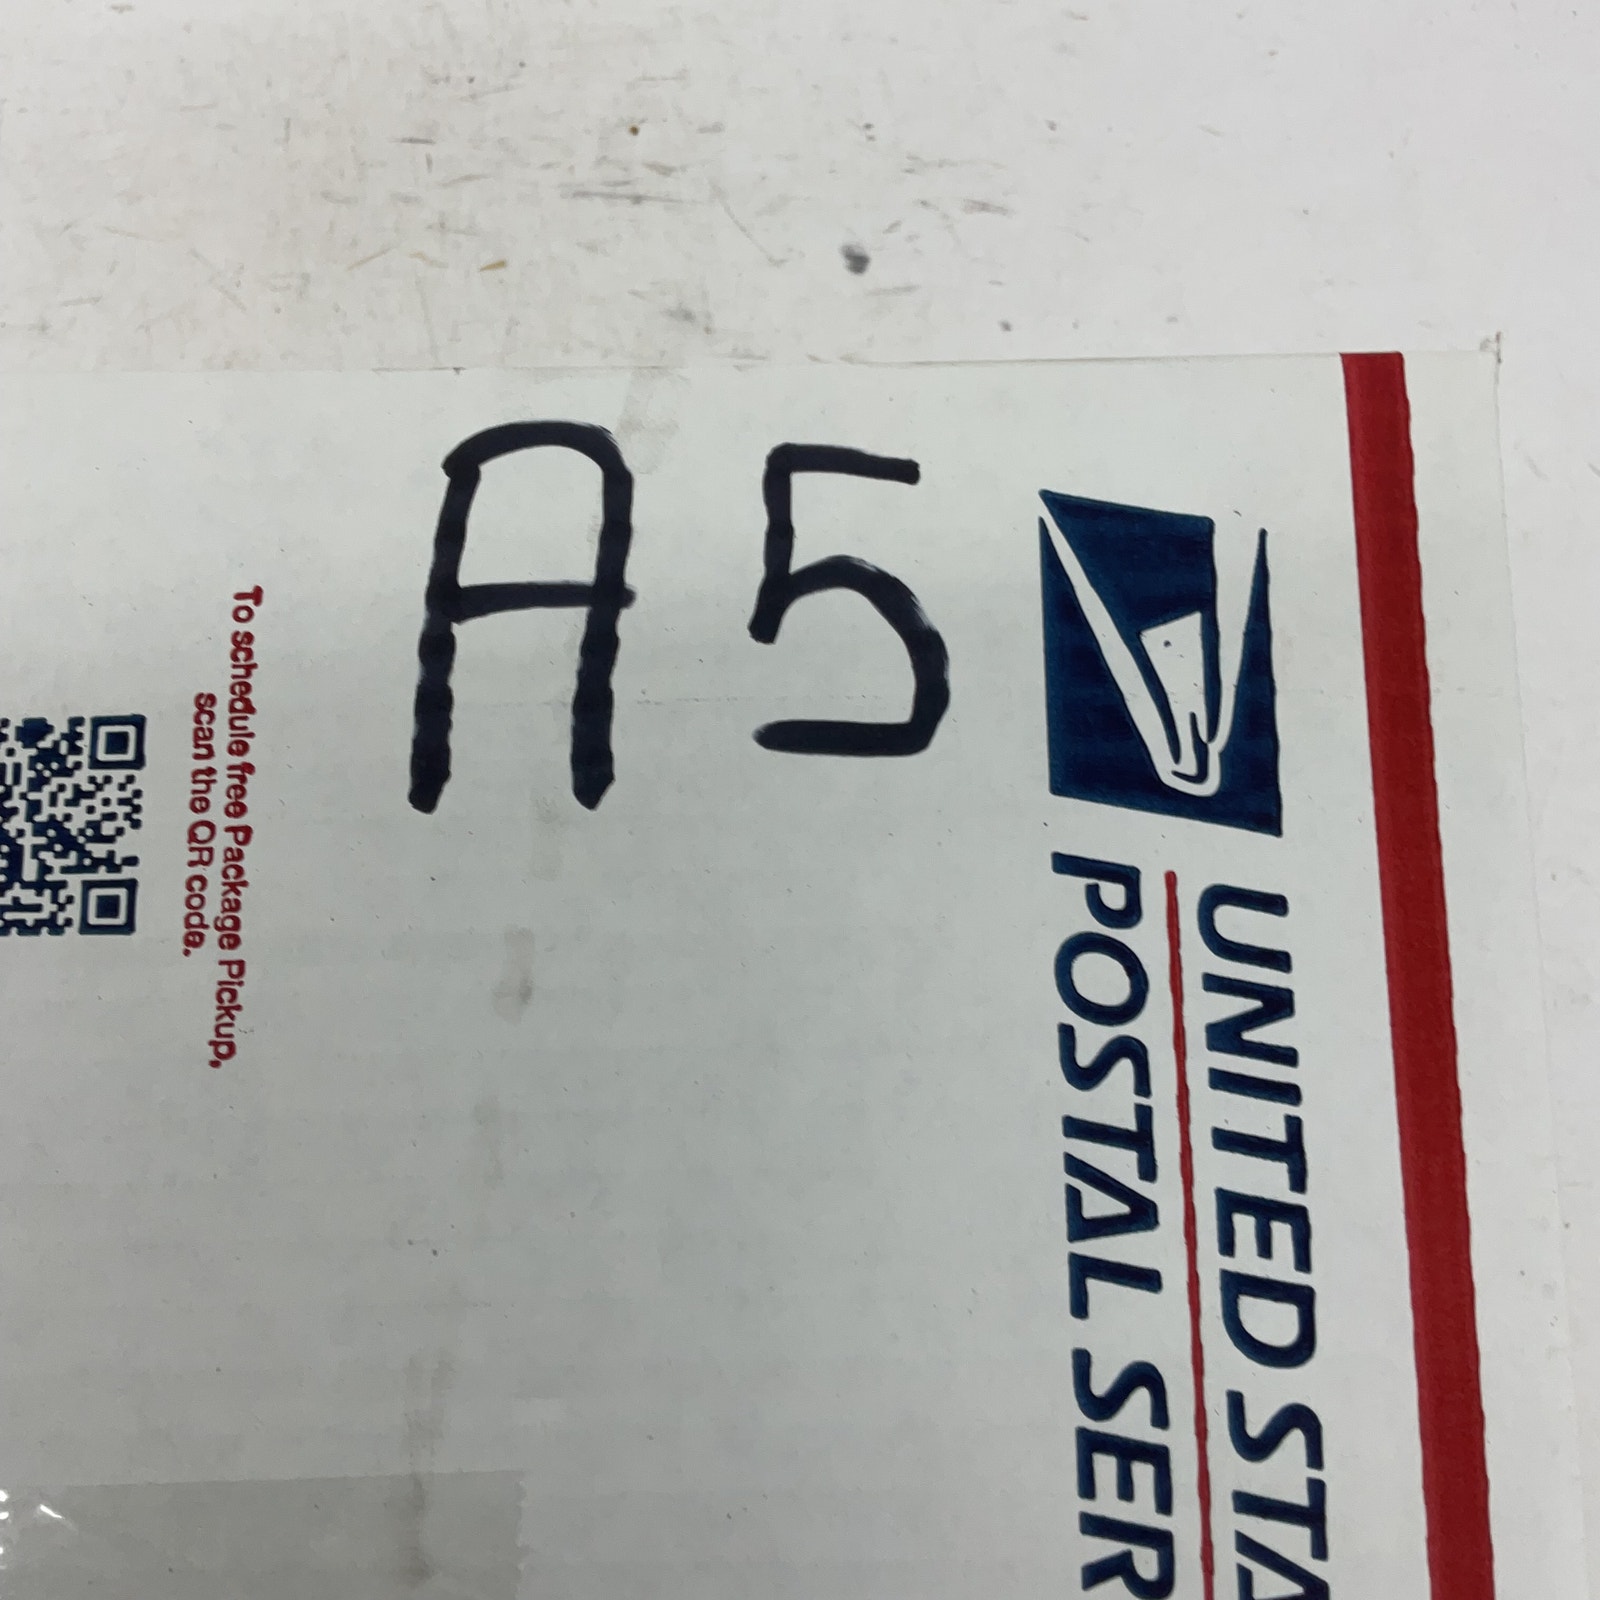 A5
UNITED STA
POSTAL SER
To schedule free Package Pickup,
scan the QR code.